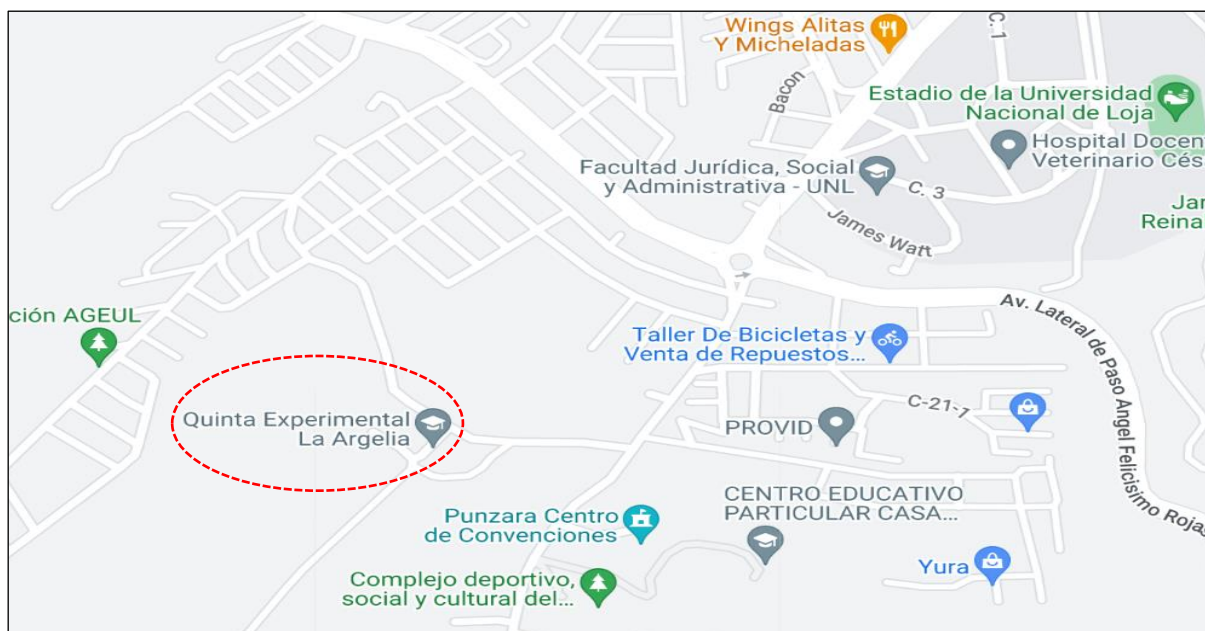 Wings Alitas
Y Micheladas
C. 1
Bacon
Estadio de la Universidad
Nacional de Loja
Hospital Docen
Veterinario Cés
Facultad Jurídica, Social
y Administrativa - UNL
C. 3
James Watt
Jar
Reina
ción AGEUL
Av. Lateral de Paso Ángel Felicisimo Rojas
Taller De Bicicletas y
Venta de Repuestos...
C-21-1
Quinta Experimental
La Argelia
PROVID
CENTRO EDUCATIVO
PARTICULAR CASA...
Punzara Centro
de Convenciones
Yura
Complejo deportivo,
social y cultural del...